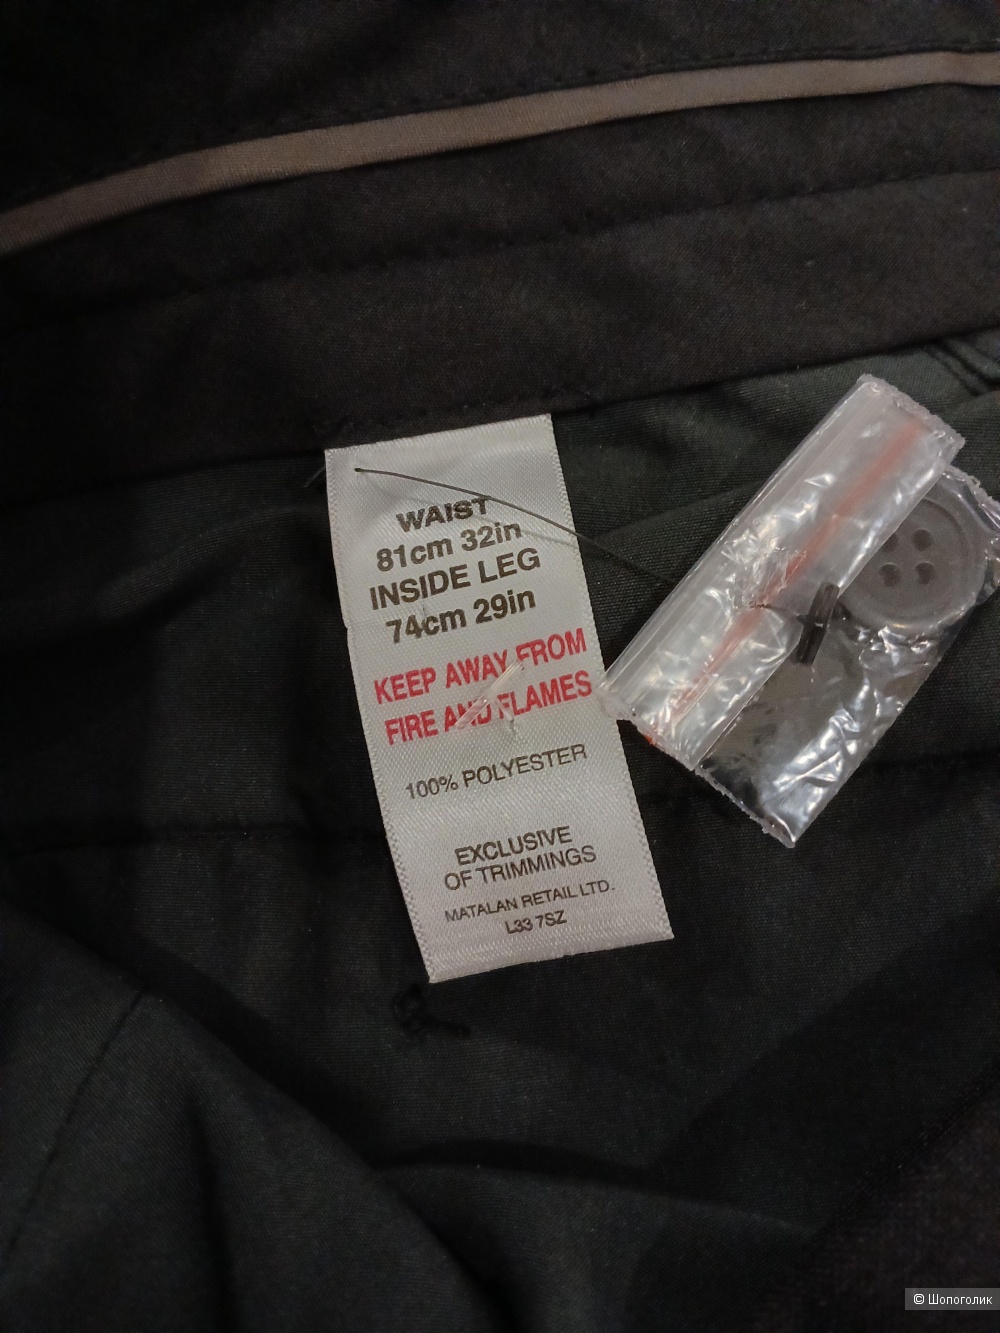 WAIST
81cm 32in
INSIDE LEG
74cm 29in
KEEP AWAY FROM
FIRE AND FLAMES
100% POLYESTER
EXCLUSIVE
OF TRIMMINGS
MATALAN RETAIL LTD.
L33 7SZ
© Шопоголик